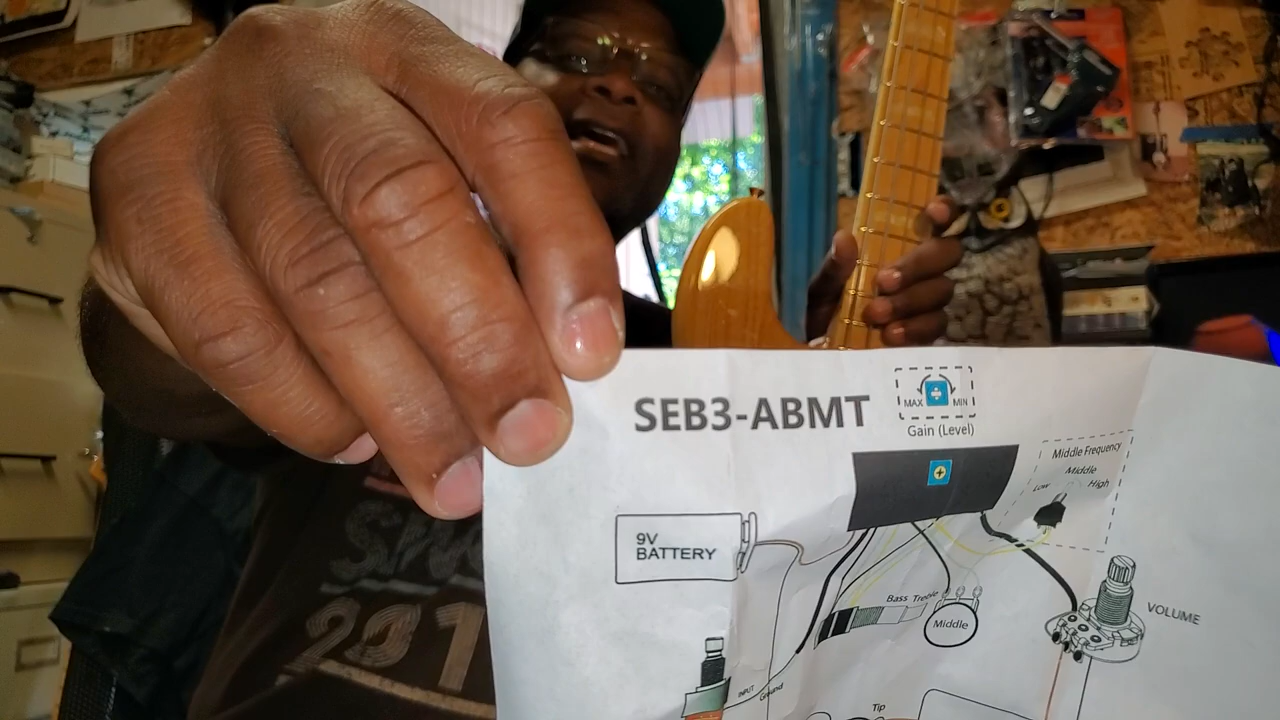 SEB3-ABMT
MAX MIN
Gain (Level)
Middle Frequency
Middle
Low High
9V
BATTERY
Bass Treble
Middle
VOLUME
INPUT Ground
Tip
201